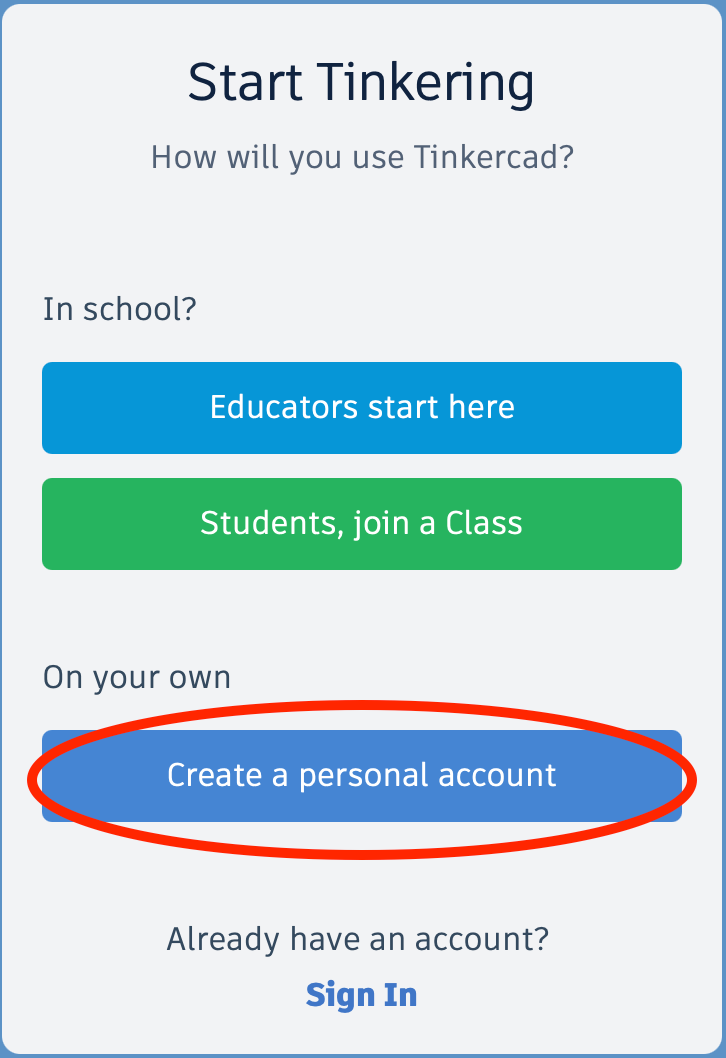 Start Tinkering
How will you use Tinkercad?
In school?
Educators start here
Students, join a Class
On your own
Create a personal account
Already have an account?
Sign In